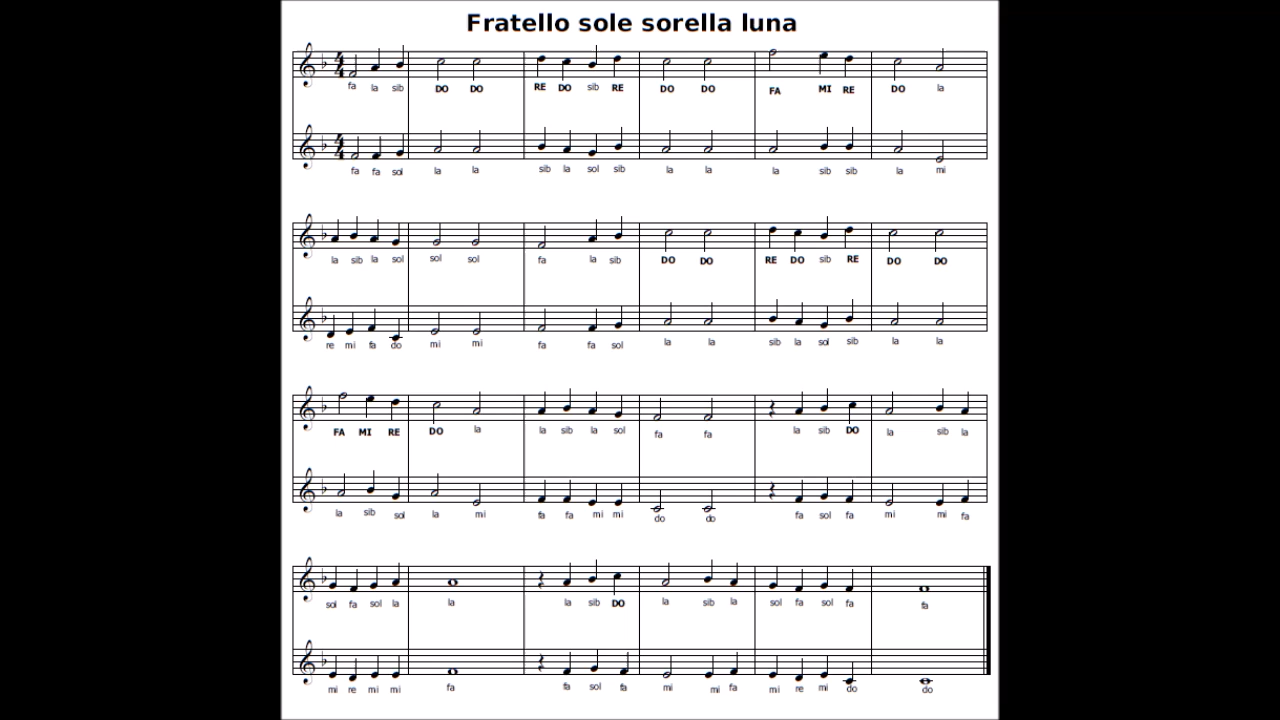 Fratello sole sorella luna
fa la sib DO DO RE DO sib RE DO DO FA MI RE DO la
fa fa sol la la sib la sol sib la la la sib sib la mi
la sib la sol sol sol fa la sib DO DO RE DO sib RE DO DO
re mi fa do mi mi fa fa sol la la sib la sol sib la la
FA MI RE DO la la sib la sol fa fa la sib DO la sib la
la sib sol la mi fa fa mi mi do do fa sol fa mi mi fa
sol fa sol la la la sib DO la sib la sol fa sol fa fa
mi re mi mi fa fa sol fa mi mi fa mi re mi do do